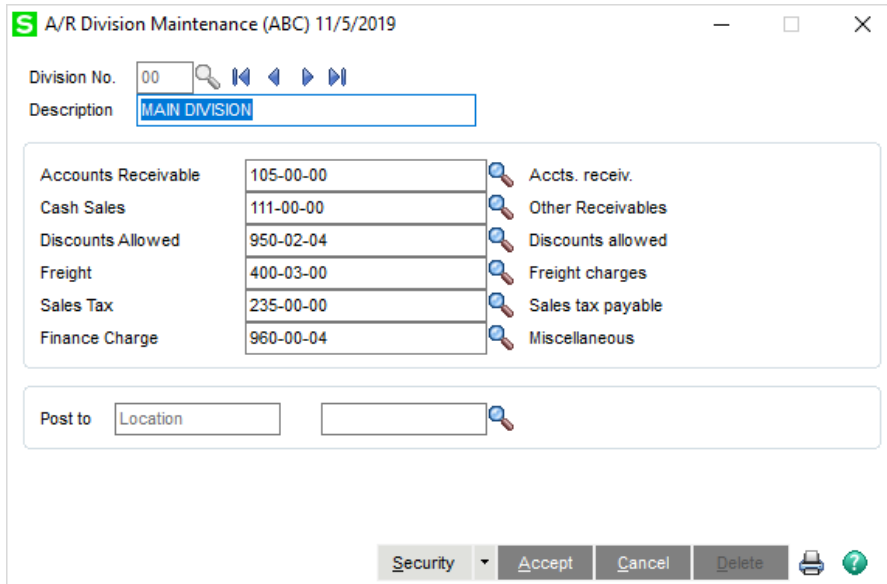 S A/R Division Maintenance (ABC) 11/5/2019
Division No. 00
Description MAIN DIVISION
Accounts Receivable 105-00-00 Accts. receiv.
Cash Sales 111-00-00 Other Receivables
Discounts Allowed 950-02-04 Discounts allowed
Freight 400-03-00 Freight charges
Sales Tax 235-00-00 Sales tax payable
Finance Charge 960-00-04 Miscellaneous
Post to Location
Security Accept Cancel Delete ?